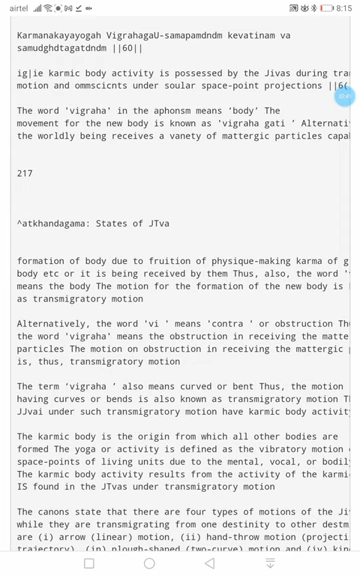 airtel 8:15
Karmanakayayogah VigrahagaU-samapamdndm kevatinam va
samudghdtagatdndm ||60||
ig|ie karmic body activity is possessed by the Jivas during
motion and ommscicnts under soular space-point projections ||6(
The word 'vigraha' in the aphonsm means ‘body’ The
movement for the new body is known as 'vigraha gati ’ Alternati
the worldly being receives a vanety of mattergic particles capa
217
^atkhandagama: States of JTva
formation of body due to fruition of physique-making karma of g
body etc or it is being received by them Thus, also, the word '
means the body The motion for the formation of the new body is
as transmigratory motion
Alternatively, the word 'vi ' means 'contra ' or obstruction Th
the word 'vigraha' means the obstruction in receiving the matte
particles The motion on obstruction in receiving the mattergic
is, thus, transmigratory motion
The term ‘vigraha ’ also means curved or bent Thus, the motion
having curves or bends is also known as transmigratory motion T
JJvai under such transmigratory motion have karmic body activit
The karmic body is the origin from which all other bodies are
formed The yoga or activity is defined as the vibratory motion
space-points of living units due to the mental, vocal, or bodil
The karmic body activity results from the activity of the karmi
IS found in the JTvas under transmigratory motion
The canons state that there are four types of motions of the Ji
while they are transmigrating from one destinity to other destm
are (i) arrow (linear) motion, (ii) hand-throw motion (projecti